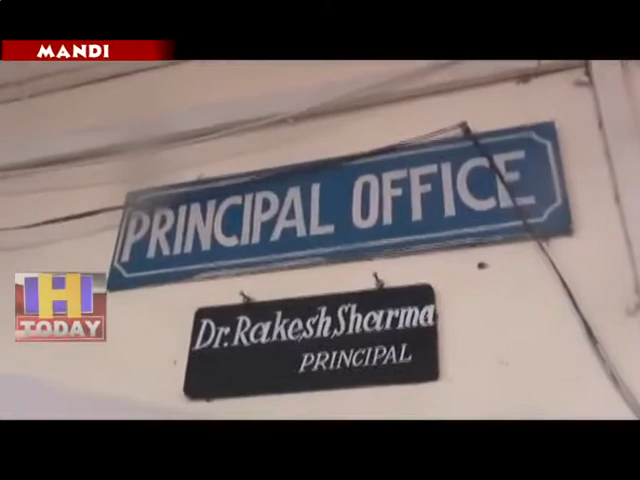 MANDI
PRINCIPAL OFFICE
H
TODAY
Dr. Rakesh Sharma
PRINCIPAL